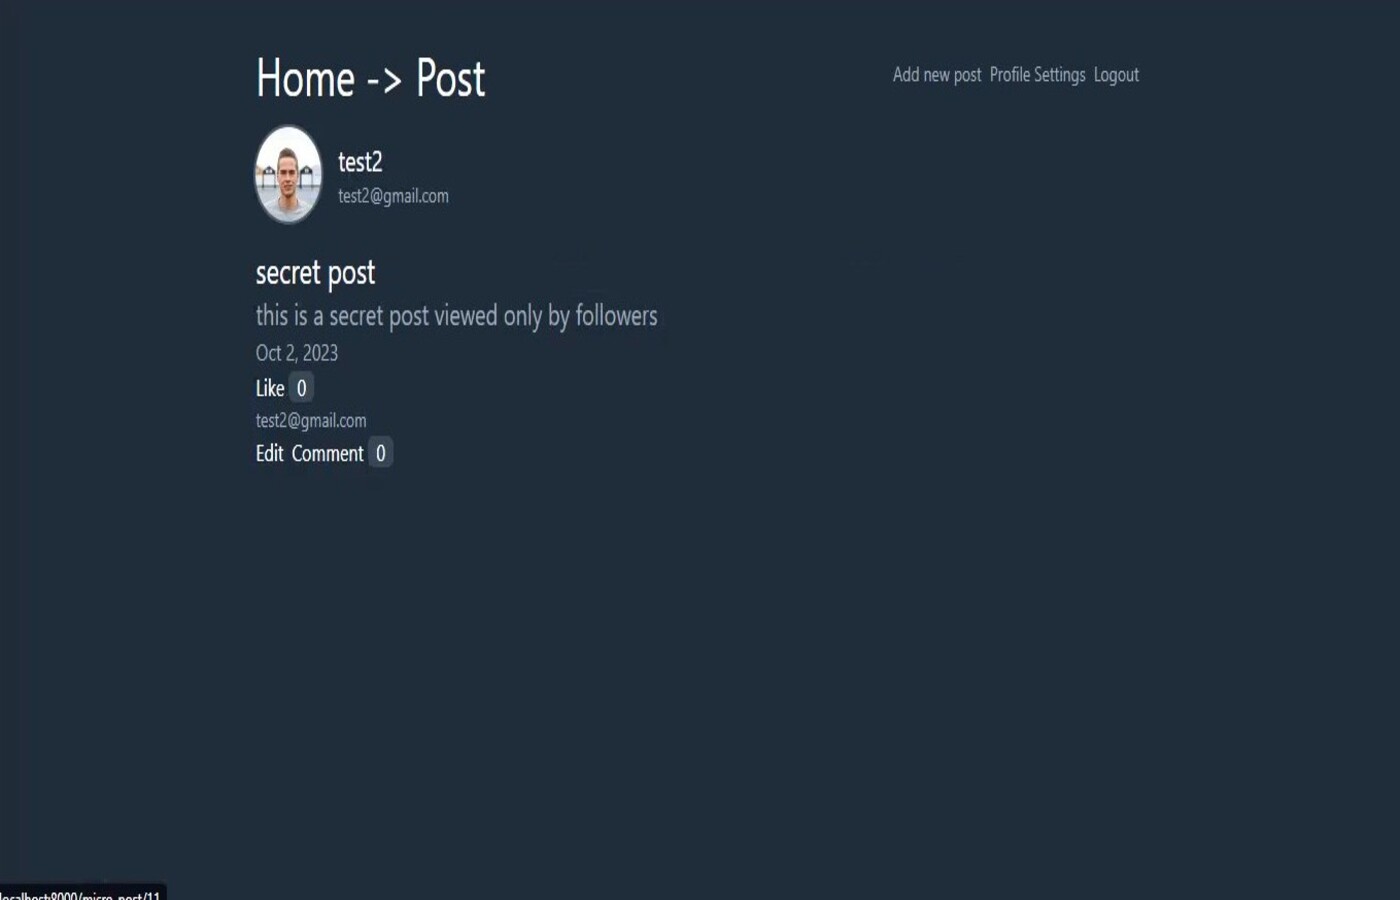 Home -> Post
Add new post Profile Settings Logout
test2
test2@gmail.com
secret post
this is a secret post viewed only by followers
Oct 2, 2023
Like 0
test2@gmail.com
Edit Comment 0
localhost:8000/micro-post/11